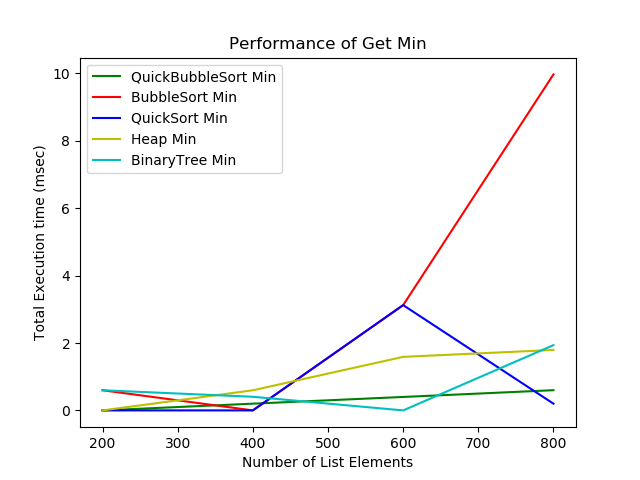 Performance of Get Min
QuickBubbleSort Min
BubbleSort Min
QuickSort Min
Heap Min
BinaryTree Min
Total Execution time (msec)
10
8
6
4
2
0
200 300 400 500 600 700 800
Number of List Elements